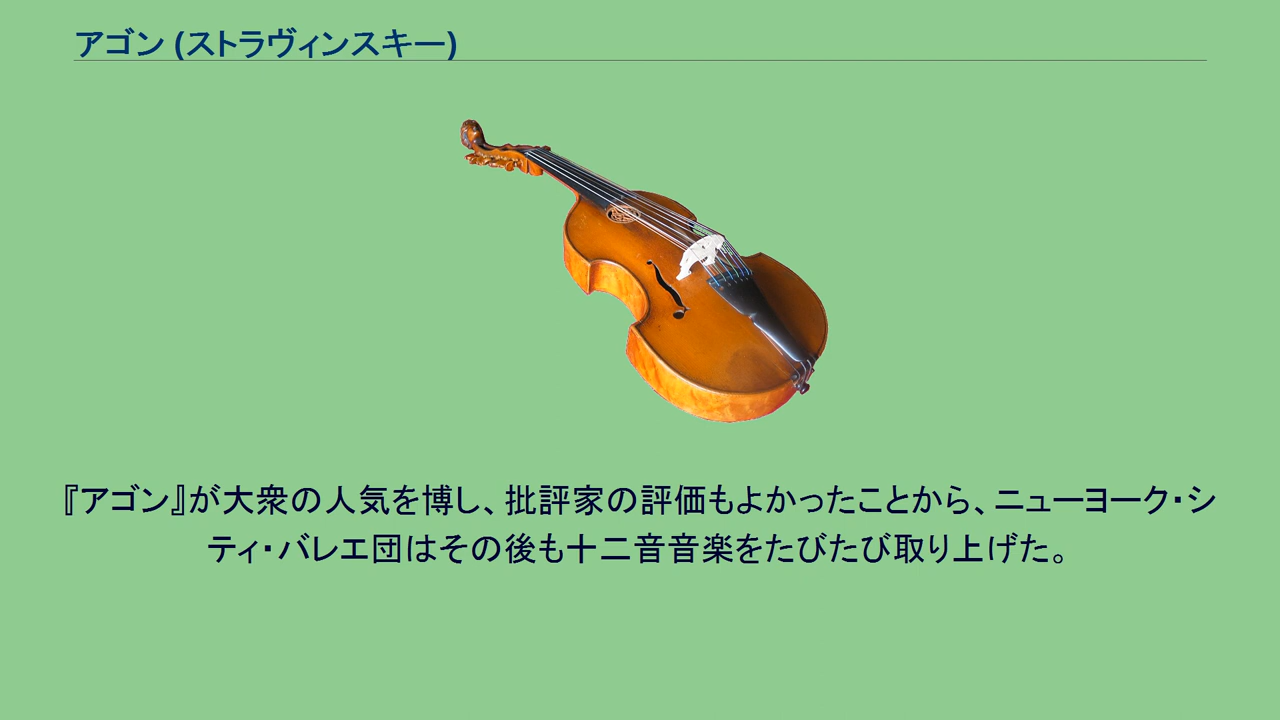 アゴン (ストラヴィンスキー)
『アゴン』が大衆の人気を博し、批評家の評価もよかったことから、ニューヨーク・シ
ティ・バレエ団はその後も十二音音楽をたびたび取り上げた。